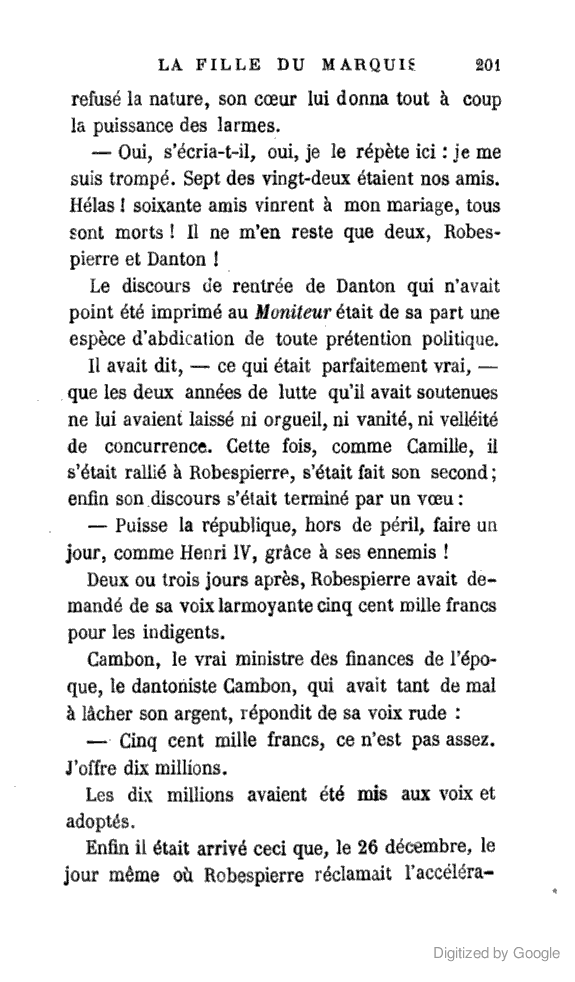 LA FILLE DU MARQUIS 201
refusé la nature, son cœur lui donna tout à coup
la puissance des larmes.
— Oui, s'écria-t-il, oui, je le répète ici : je me
suis trompé. Sept des vingt-deux étaient nos amis.
Hélas ! soixante amis vinrent à mon mariage, tous
sont morts ! Il ne m'en reste que deux, Robes-
pierre et Danton !
Le discours de rentrée de Danton qui n'avait
point été imprimé au Moniteur était de sa part une
espèce d'abdication de toute prétention politique.
Il avait dit, — ce qui était parfaitement vrai, —
que les deux années de lutte qu'il avait soutenues
ne lui avaient laissé ni orgueil, ni vanité, ni velléité
de concurrence. Cette fois, comme Camille, il
s'était rallié à Robespierre, s'était fait son second ;
enfin son discours s'était terminé par un vœu :
— Puisse la république, hors de péril, faire un
jour, comme Henri IV, grâce à ses ennemis !
Deux ou trois jours après, Robespierre avait de-
mandé de sa voix larmoyante cinq cent mille francs
pour les indigents.
Cambon, le vrai ministre des finances de l'épo-
que, le dantoniste Cambon, qui avait tant de mal
à lâcher son argent, répondit de sa voix rude :
— Cinq cent mille francs, ce n'est pas assez.
J'offre dix millions.
Les dix millions avaient été mis aux voix et
adoptés.
Enfin il était arrivé ceci que, le 26 décembre, le
jour même où Robespierre réclamait l'accéléra-
Digitized by Google